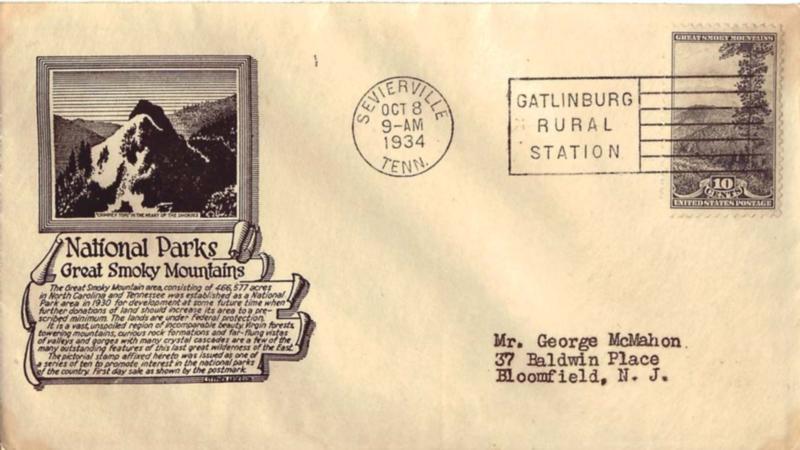 "CHIMNEY TOPS" IN THE HEART OF THE SMOKIES
National Parks
Great Smoky Mountains
The Great Smoky Mountain area, consisting of 466,577 acres
in North Carolina and Tennessee was established as a National
Park area in 1930 for development at some future time when
further donations of land should increase its area to a pre-
scribed minimum. The lands are under federal protection.
It is a vast, unspoiled region of incomparable beauty. Virgin forests,
towering mountains, curious rock formations and far-flung vistas
of valleys and gorges with many crystal cascades are a few of the
many outstanding features of this last great wilderness of the East.
The pictorial stamp affixed hereto was issued as one of
a series of ten to promote interest in the national parks
of the country. First day sale as shown by the postmark.
SEVIERVILLE
OCT 8
9-AM
1934
TENN.
GATLINBURG
RURAL
STATION
GREAT SMOKY MOUNTAINS
10
CENTS
UNITED STATES POSTAGE
Mr. George McMahon
37 Baldwin Place
Bloomfield, N. J.